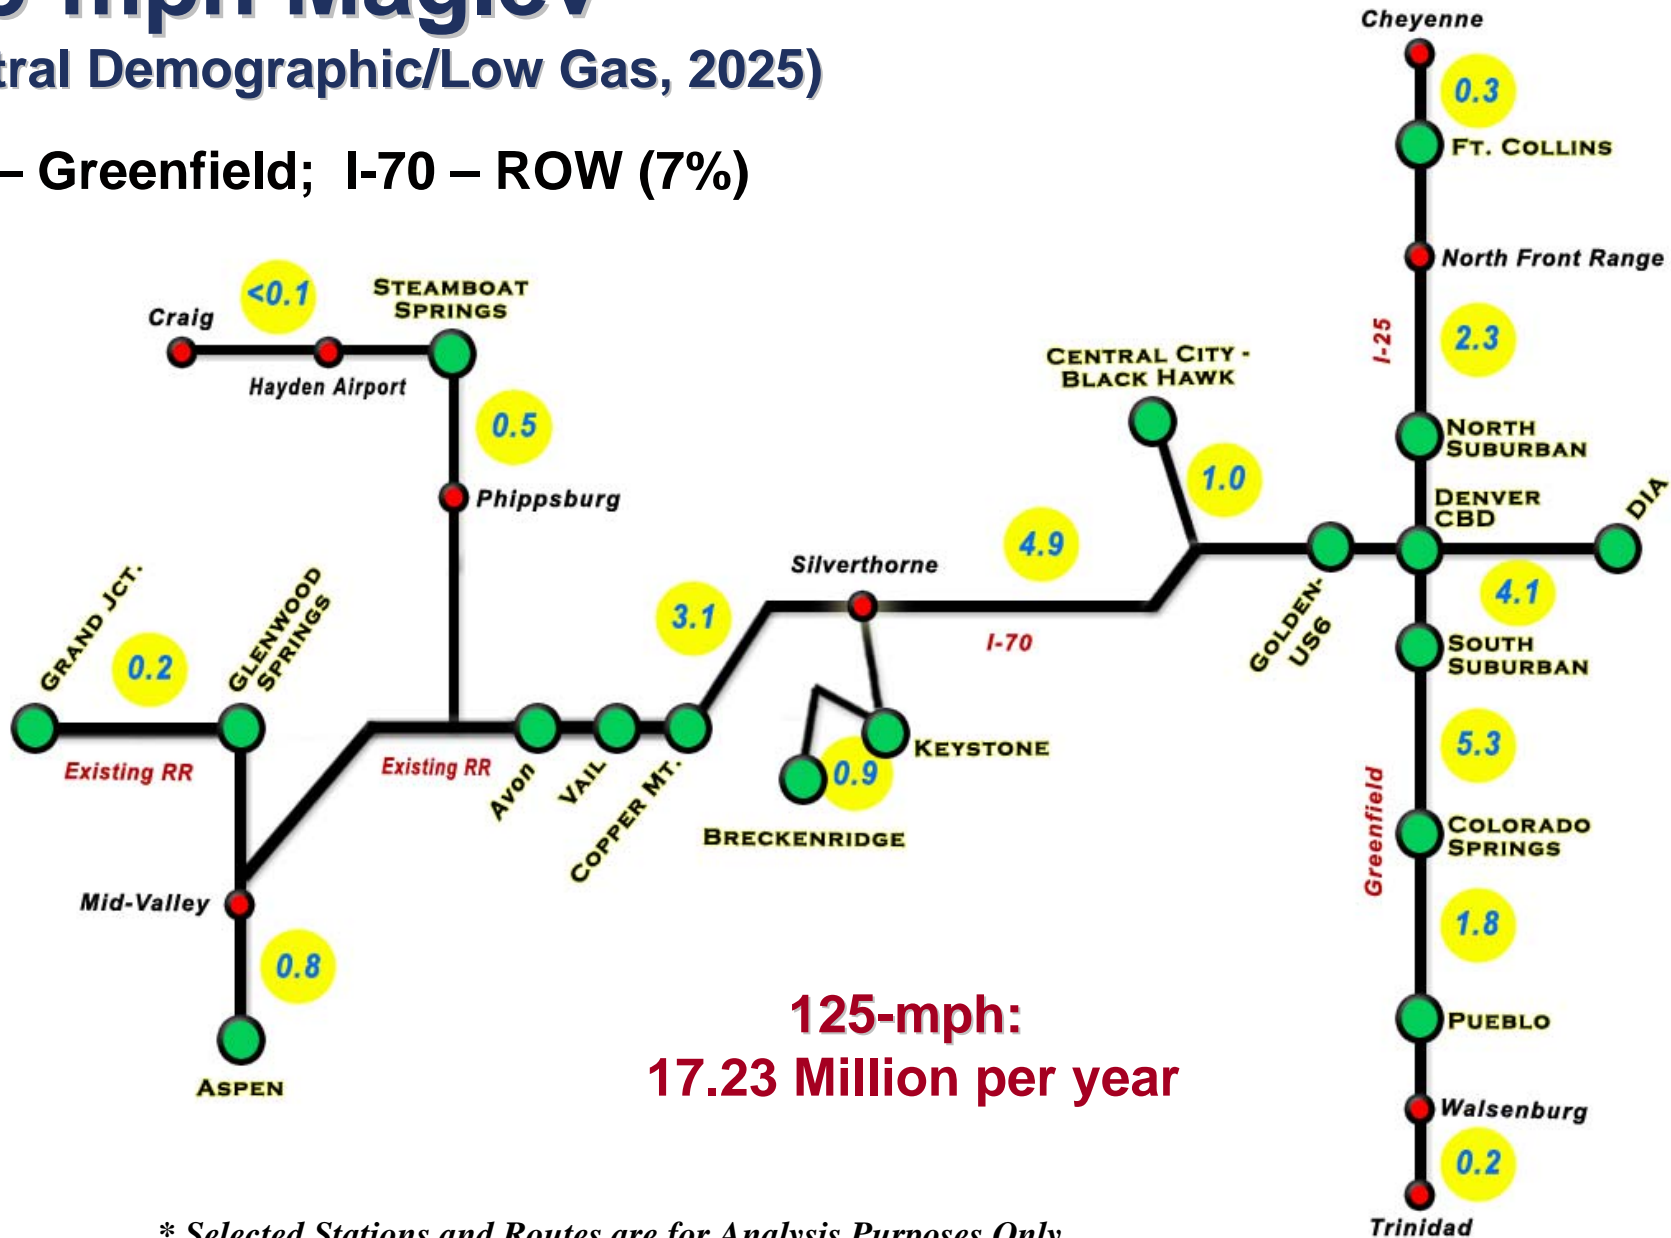 mph Maglev
tral Demographic/Low Gas, 2025)
– Greenfield; I-70 – ROW (7%)
Cheyenne
0.3
FT. COLLINS
North Front Range
I-25
2.3
NORTH
SUBURBAN
DENVER
CBD
DIA
4.1
SOUTH
SUBURBAN
5.3
Greenfield
COLORADO
SPRINGS
1.8
PUEBLO
Walsenburg
0.2
Trinidad
Craig
<0.1
STEAMBOAT
SPRINGS
Hayden Airport
0.5
Phippsburg
CENTRAL CITY -
BLACK HAWK
1.0
GOLDEN-
US6
4.9
I-70
Silverthorne
3.1
KEYSTONE
0.9
BRECKENRIDGE
GRAND JCT.
0.2
GLENWOOD
SPRINGS
Existing RR
Existing RR
Avon
VAIL
COPPER MT.
Mid-Valley
0.8
ASPEN
125-mph:
17.23 Million per year
* Selected Stations and Routes are for Analysis Purposes Only